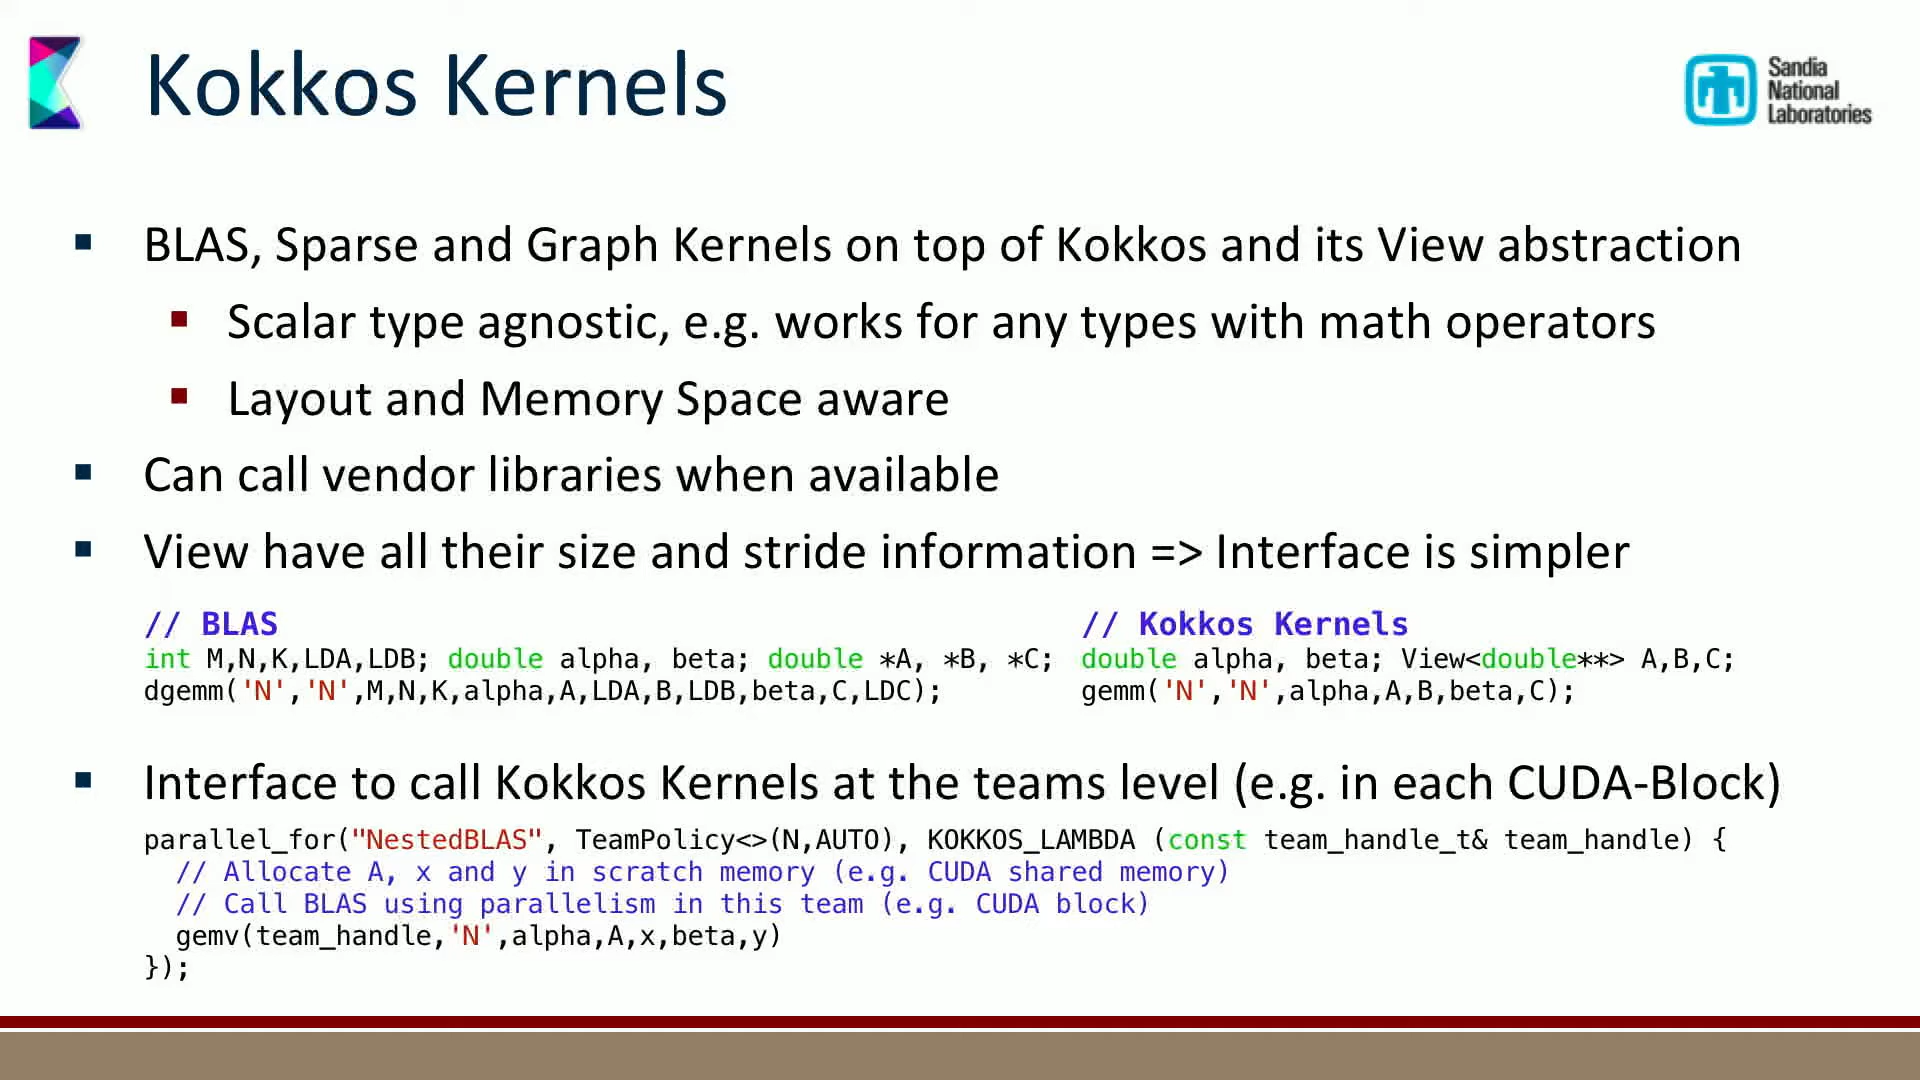 Kokkos Kernels
Sandia
National
Laboratories
▪ BLAS, Sparse and Graph Kernels on top of Kokkos and its View abstraction
▪ Scalar type agnostic, e.g. works for any types with math operators
▪ Layout and Memory Space aware
▪ Can call vendor libraries when available
▪ View have all their size and stride information => Interface is simpler
// BLAS
int M,N,K,LDA,LDB; double alpha, beta; double *A, *B, *C;
dgemm('N','N',M,N,K,alpha,A,LDA,B,LDB,beta,C,LDC);
// Kokkos Kernels
double alpha, beta; View<double**> A,B,C;
gemm('N','N',alpha,A,B,beta,C);
▪ Interface to call Kokkos Kernels at the teams level (e.g. in each CUDA-Block)
parallel_for("NestedBLAS", TeamPolicy<>(N,AUTO), KOKKOS_LAMBDA (const team_handle_t& team_handle) {
  // Allocate A, x and y in scratch memory (e.g. CUDA shared memory)
  // Call BLAS using parallelism in this team (e.g. CUDA block)
  gemv(team_handle,'N',alpha,A,x,beta,y)
});